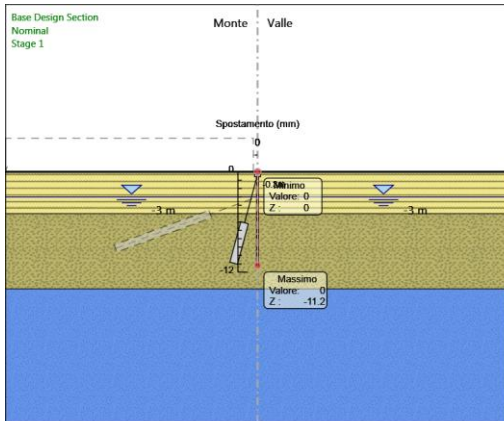 Base Design Section
Nominal
Stage 1
Monte Valle
Spostamento (mm)
0
0
Minimo
Valore: 0
Z : 0
-3 m
-3 m
-12
Massimo
Valore: 0
Z : -11.2